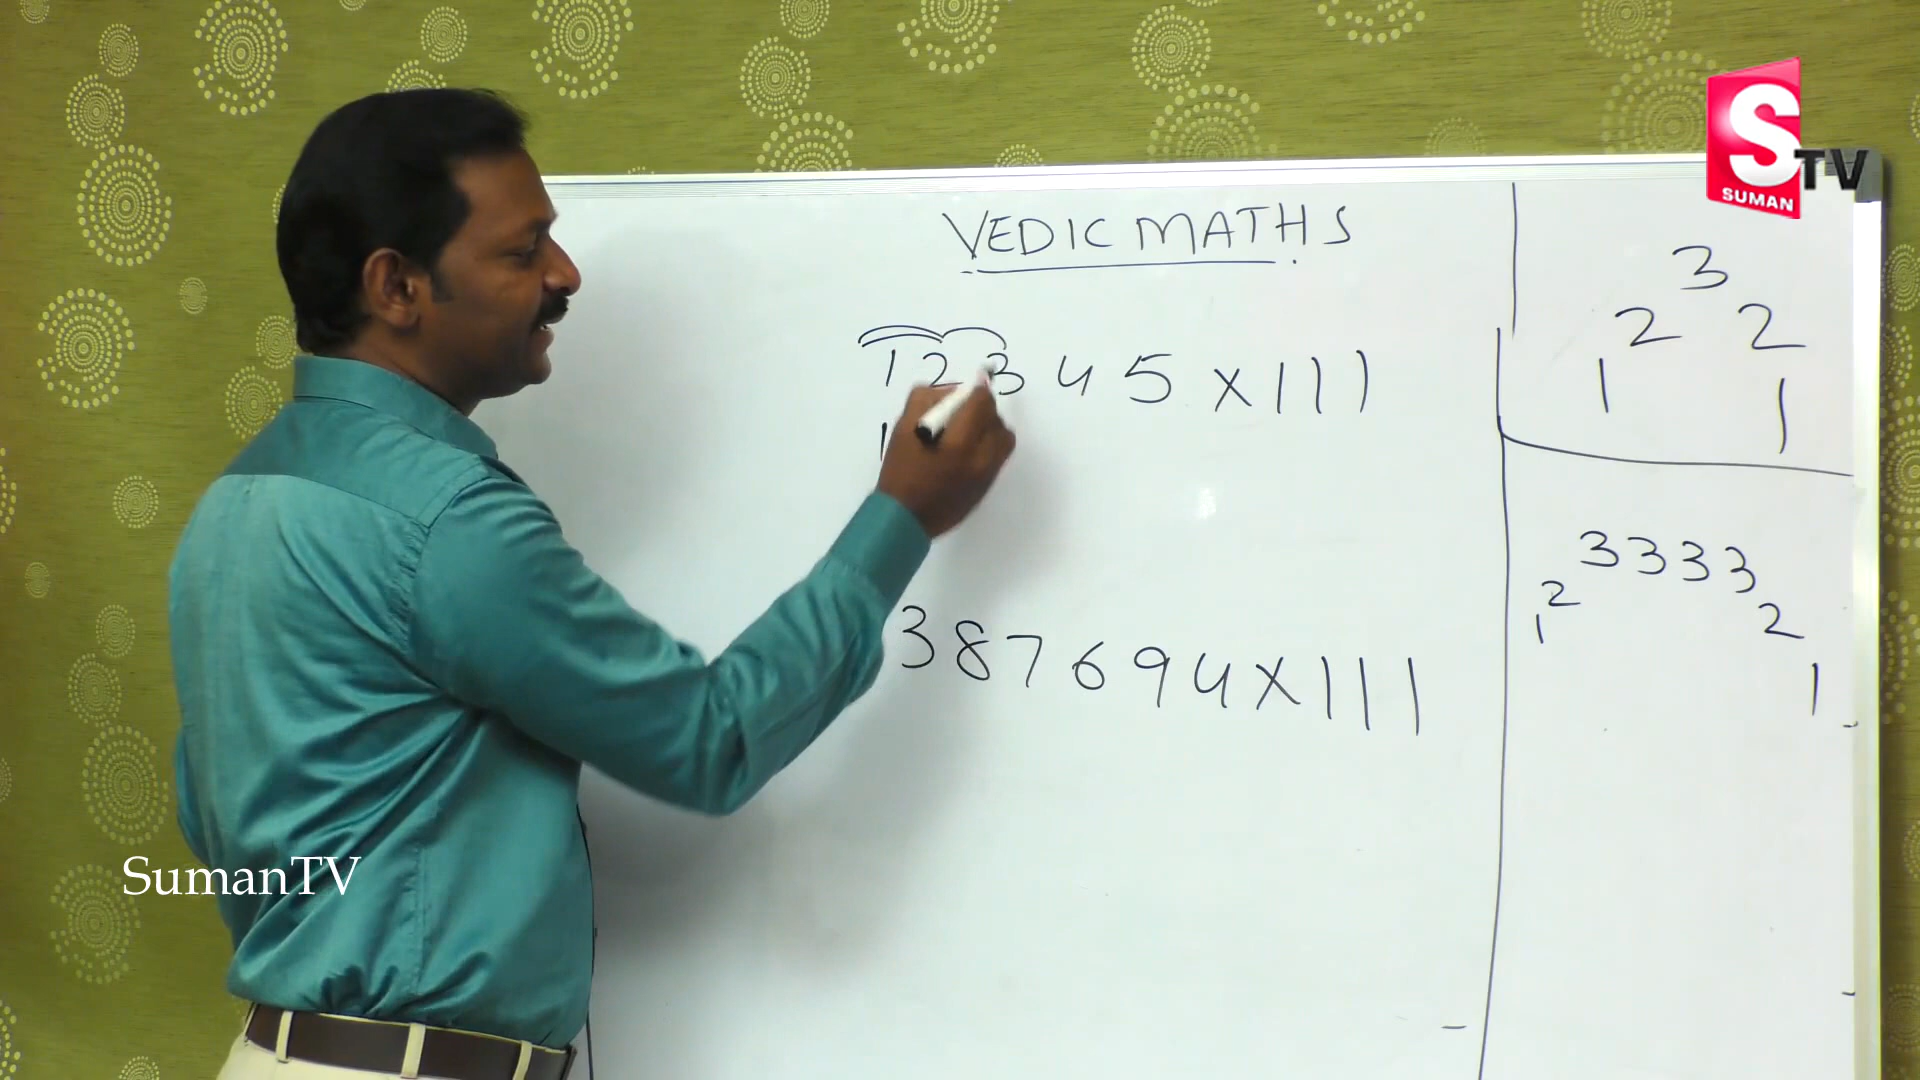 S TV
SUMAN
VEDIC MATHS
12345 X 111
1
387694 X 111
3
2 2
1 1
3333
2 2
1 1
SumanTV